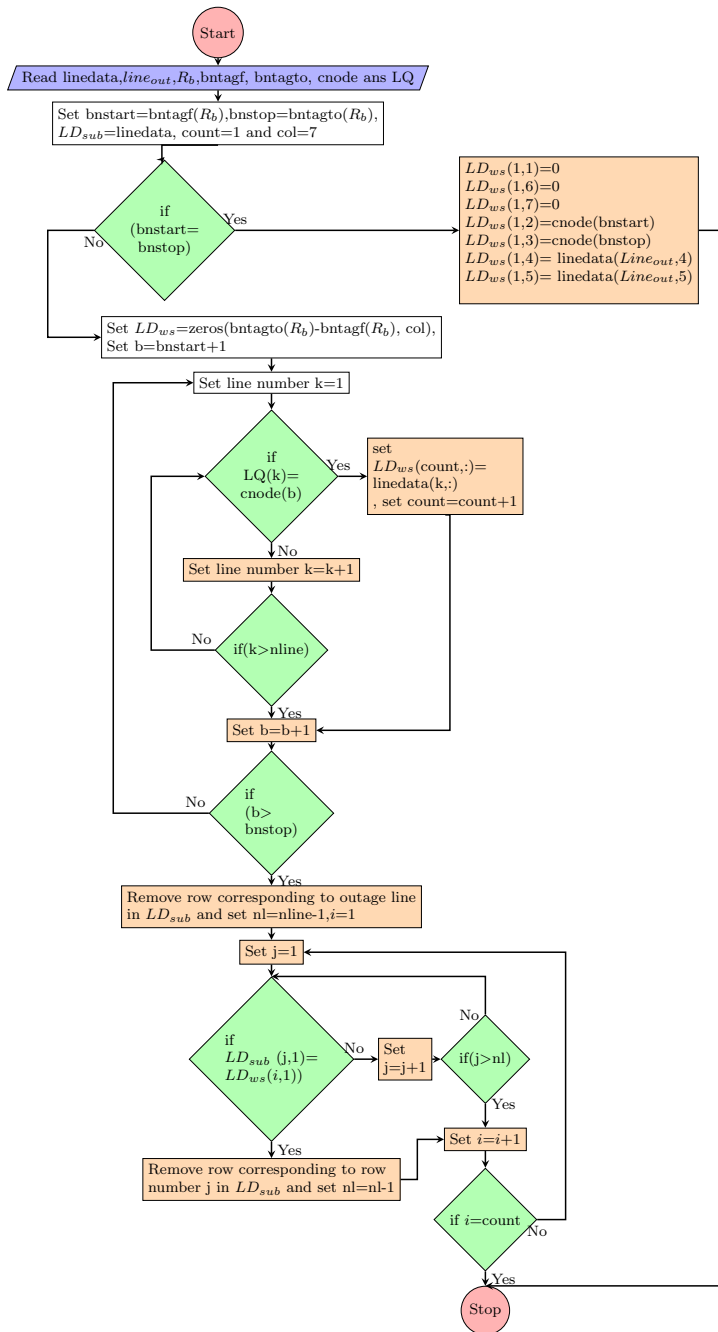 Start
Read linedata,line_out,R_b,bntagf, bntagto, cnode ans LQ
Set bnstart=bntagf(R_b),bnstop=bntagto(R_b),
LD_sub=linedata, count=1 and col=7
if
(bnstart=
bnstop)
Yes
No
LD_ws(1,1)=0
LD_ws(1,6)=0
LD_ws(1,7)=0
LD_ws(1,2)=cnode(bnstart)
LD_ws(1,3)=cnode(bnstop)
LD_ws(1,4)= linedata(Line_out,4)
LD_ws(1,5)= linedata(Line_out,5)
Set LD_ws=zeros(bntagto(R_b)-bntagf(R_b), col),
Set b=bnstart+1
Set line number k=1
if
LQ(k)=
cnode(b)
Yes
set
LD_ws(count,:)=
linedata(k,:)
, set count=count+1
No
Set line number k=k+1
if(k>nline)
No
Yes
Set b=b+1
if
(b>
bnstop)
No
Yes
Remove row corresponding to outage line
in LD_sub and set nl=nline-1,i=1
Set j=1
if
LD_sub (j,1)=
LD_ws(i,1))
No
Set
j=j+1
if(j>nl)
No
Yes
Yes
Set i=i+1
Remove row corresponding to row
number j in LD_sub and set nl=nl-1
if i=count
No
Yes
Stop